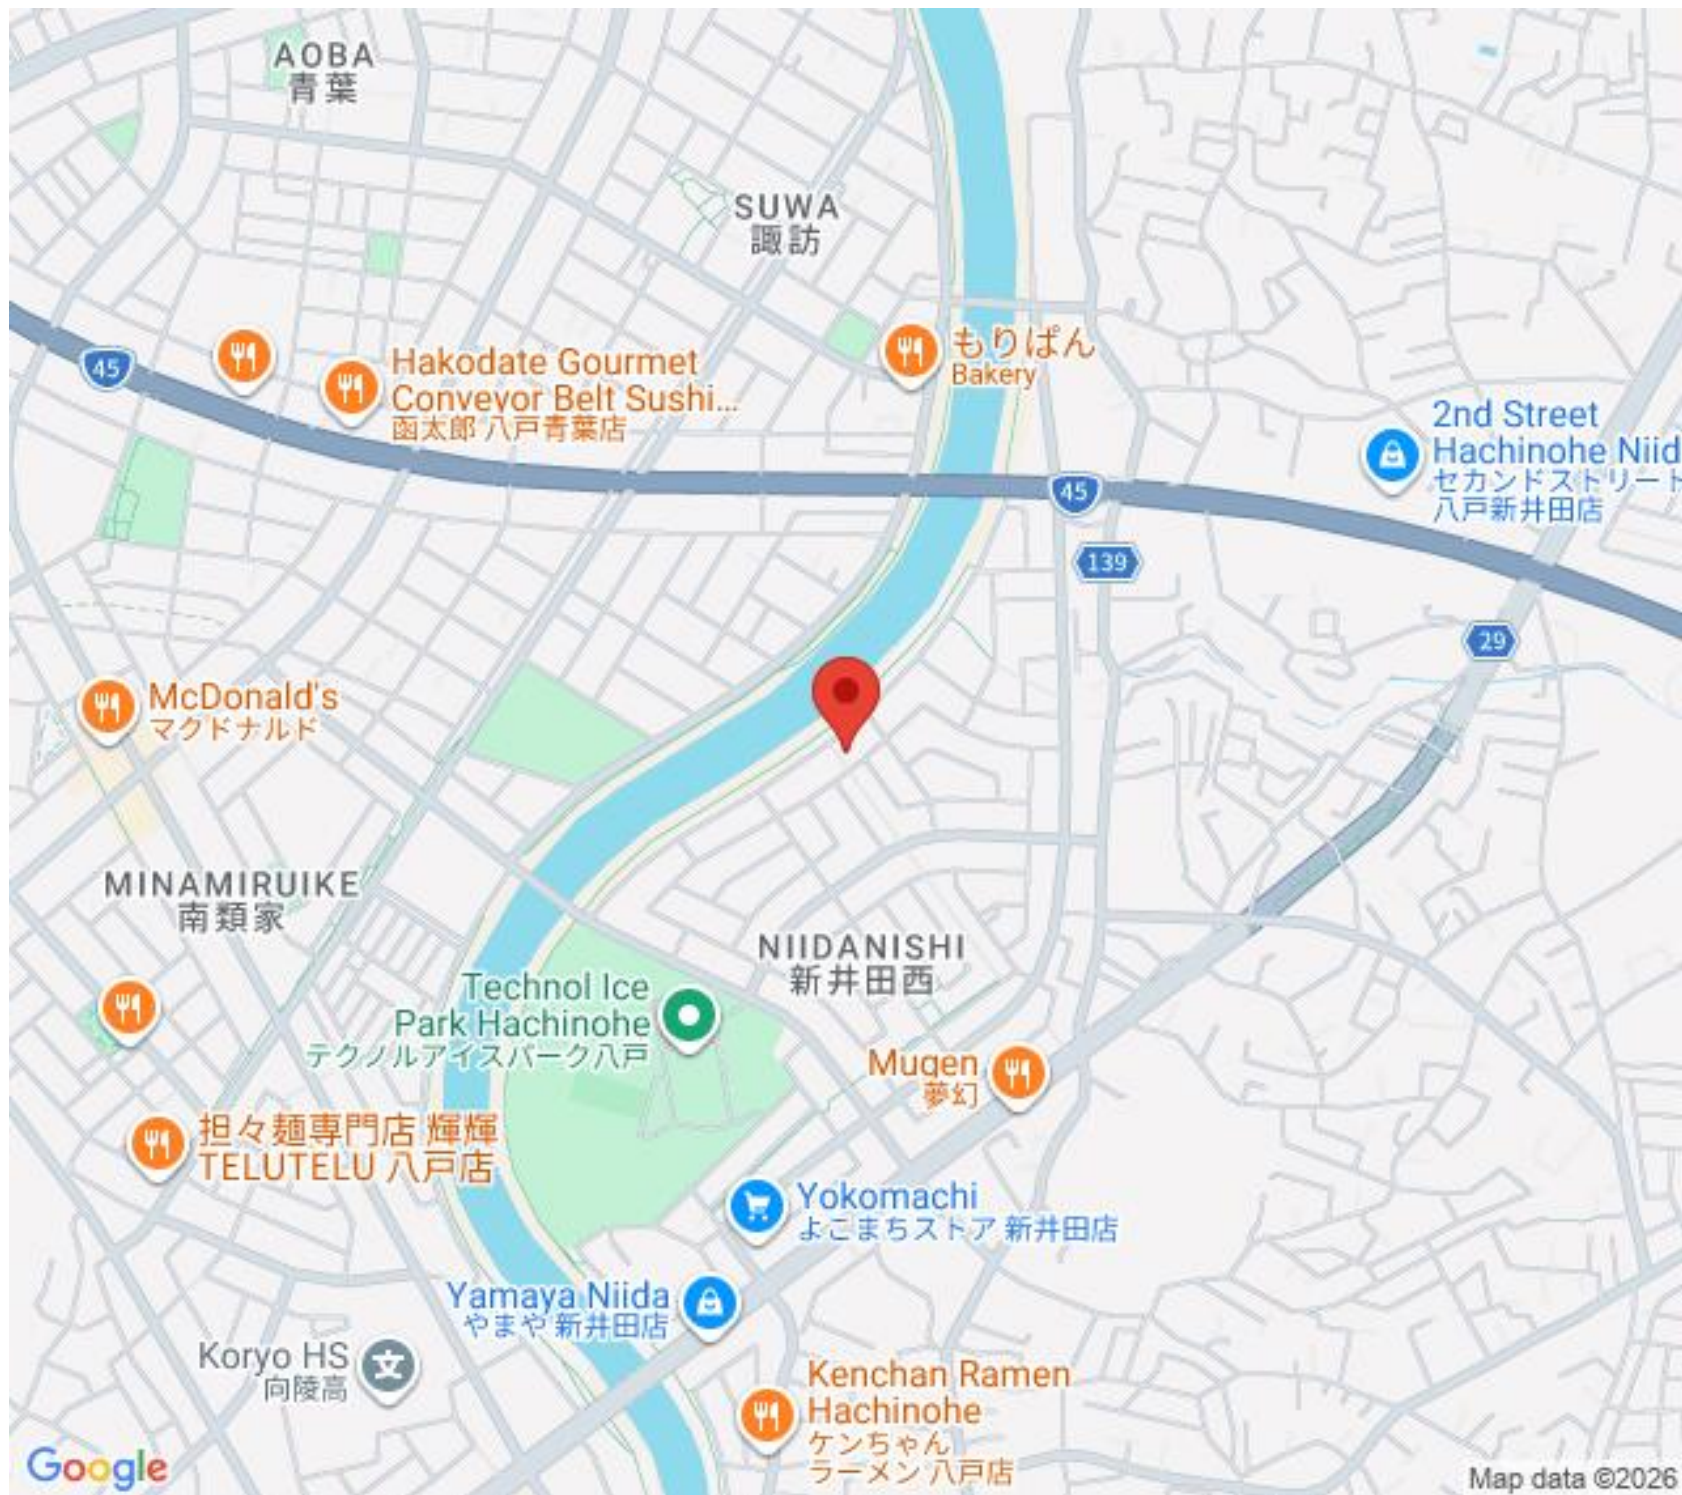 AOBA
青葉
SUWA
諏訪
もりぱん
Bakery
Hakodate Gourmet
Conveyor Belt Sushi...
函太郎 八戸青葉店
45
2nd Street
Hachinohe Niid
セカンドストリート
八戸新井田店
45
139
29
McDonald's
マクドナルド
MINAMIRUIKE
南類家
NIIDANISHI
新井田西
Technol Ice
Park Hachinohe
テクノルアイスパーク八戸
Mugen
夢幻
担々麺専門店 輝輝
TELUTELU 八戸店
Yokomachi
よこまちストア 新井田店
Yamaya Niida
やまや 新井田店
Koryo HS
向陵高
文
Kenchan Ramen
Hachinohe
ケンちゃん
ラーメン 八戸店
Google
Map data ©2026